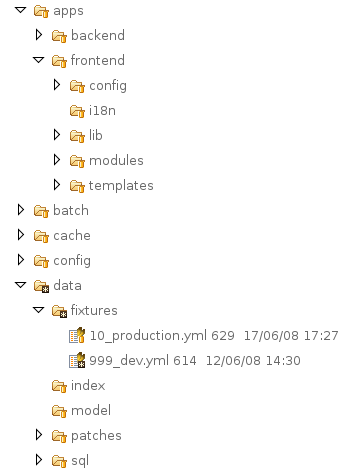 apps
backend
frontend
config
i18n
lib
modules
templates
batch
cache
config
data
fixtures
10_production.yml 629 17/06/08 17:27
999_dev.yml 614 12/06/08 14:30
index
model
patches
sql